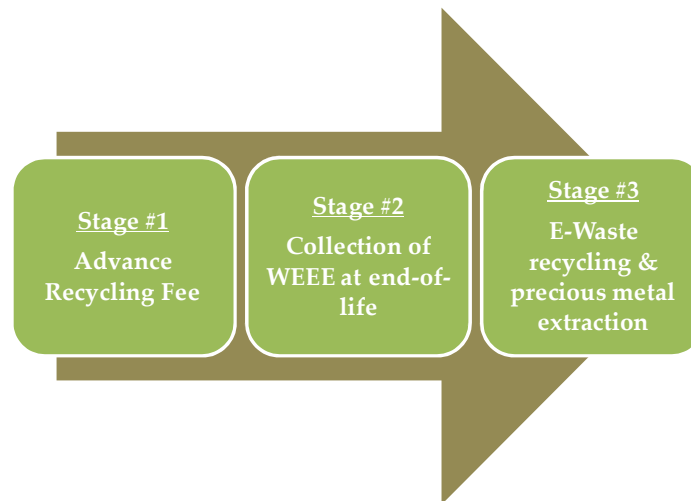 Stage #1
Advance
Recycling Fee
Stage #2
Collection of
WEEE at end-of-
life
Stage #3
E-Waste
recycling &
precious metal
extraction